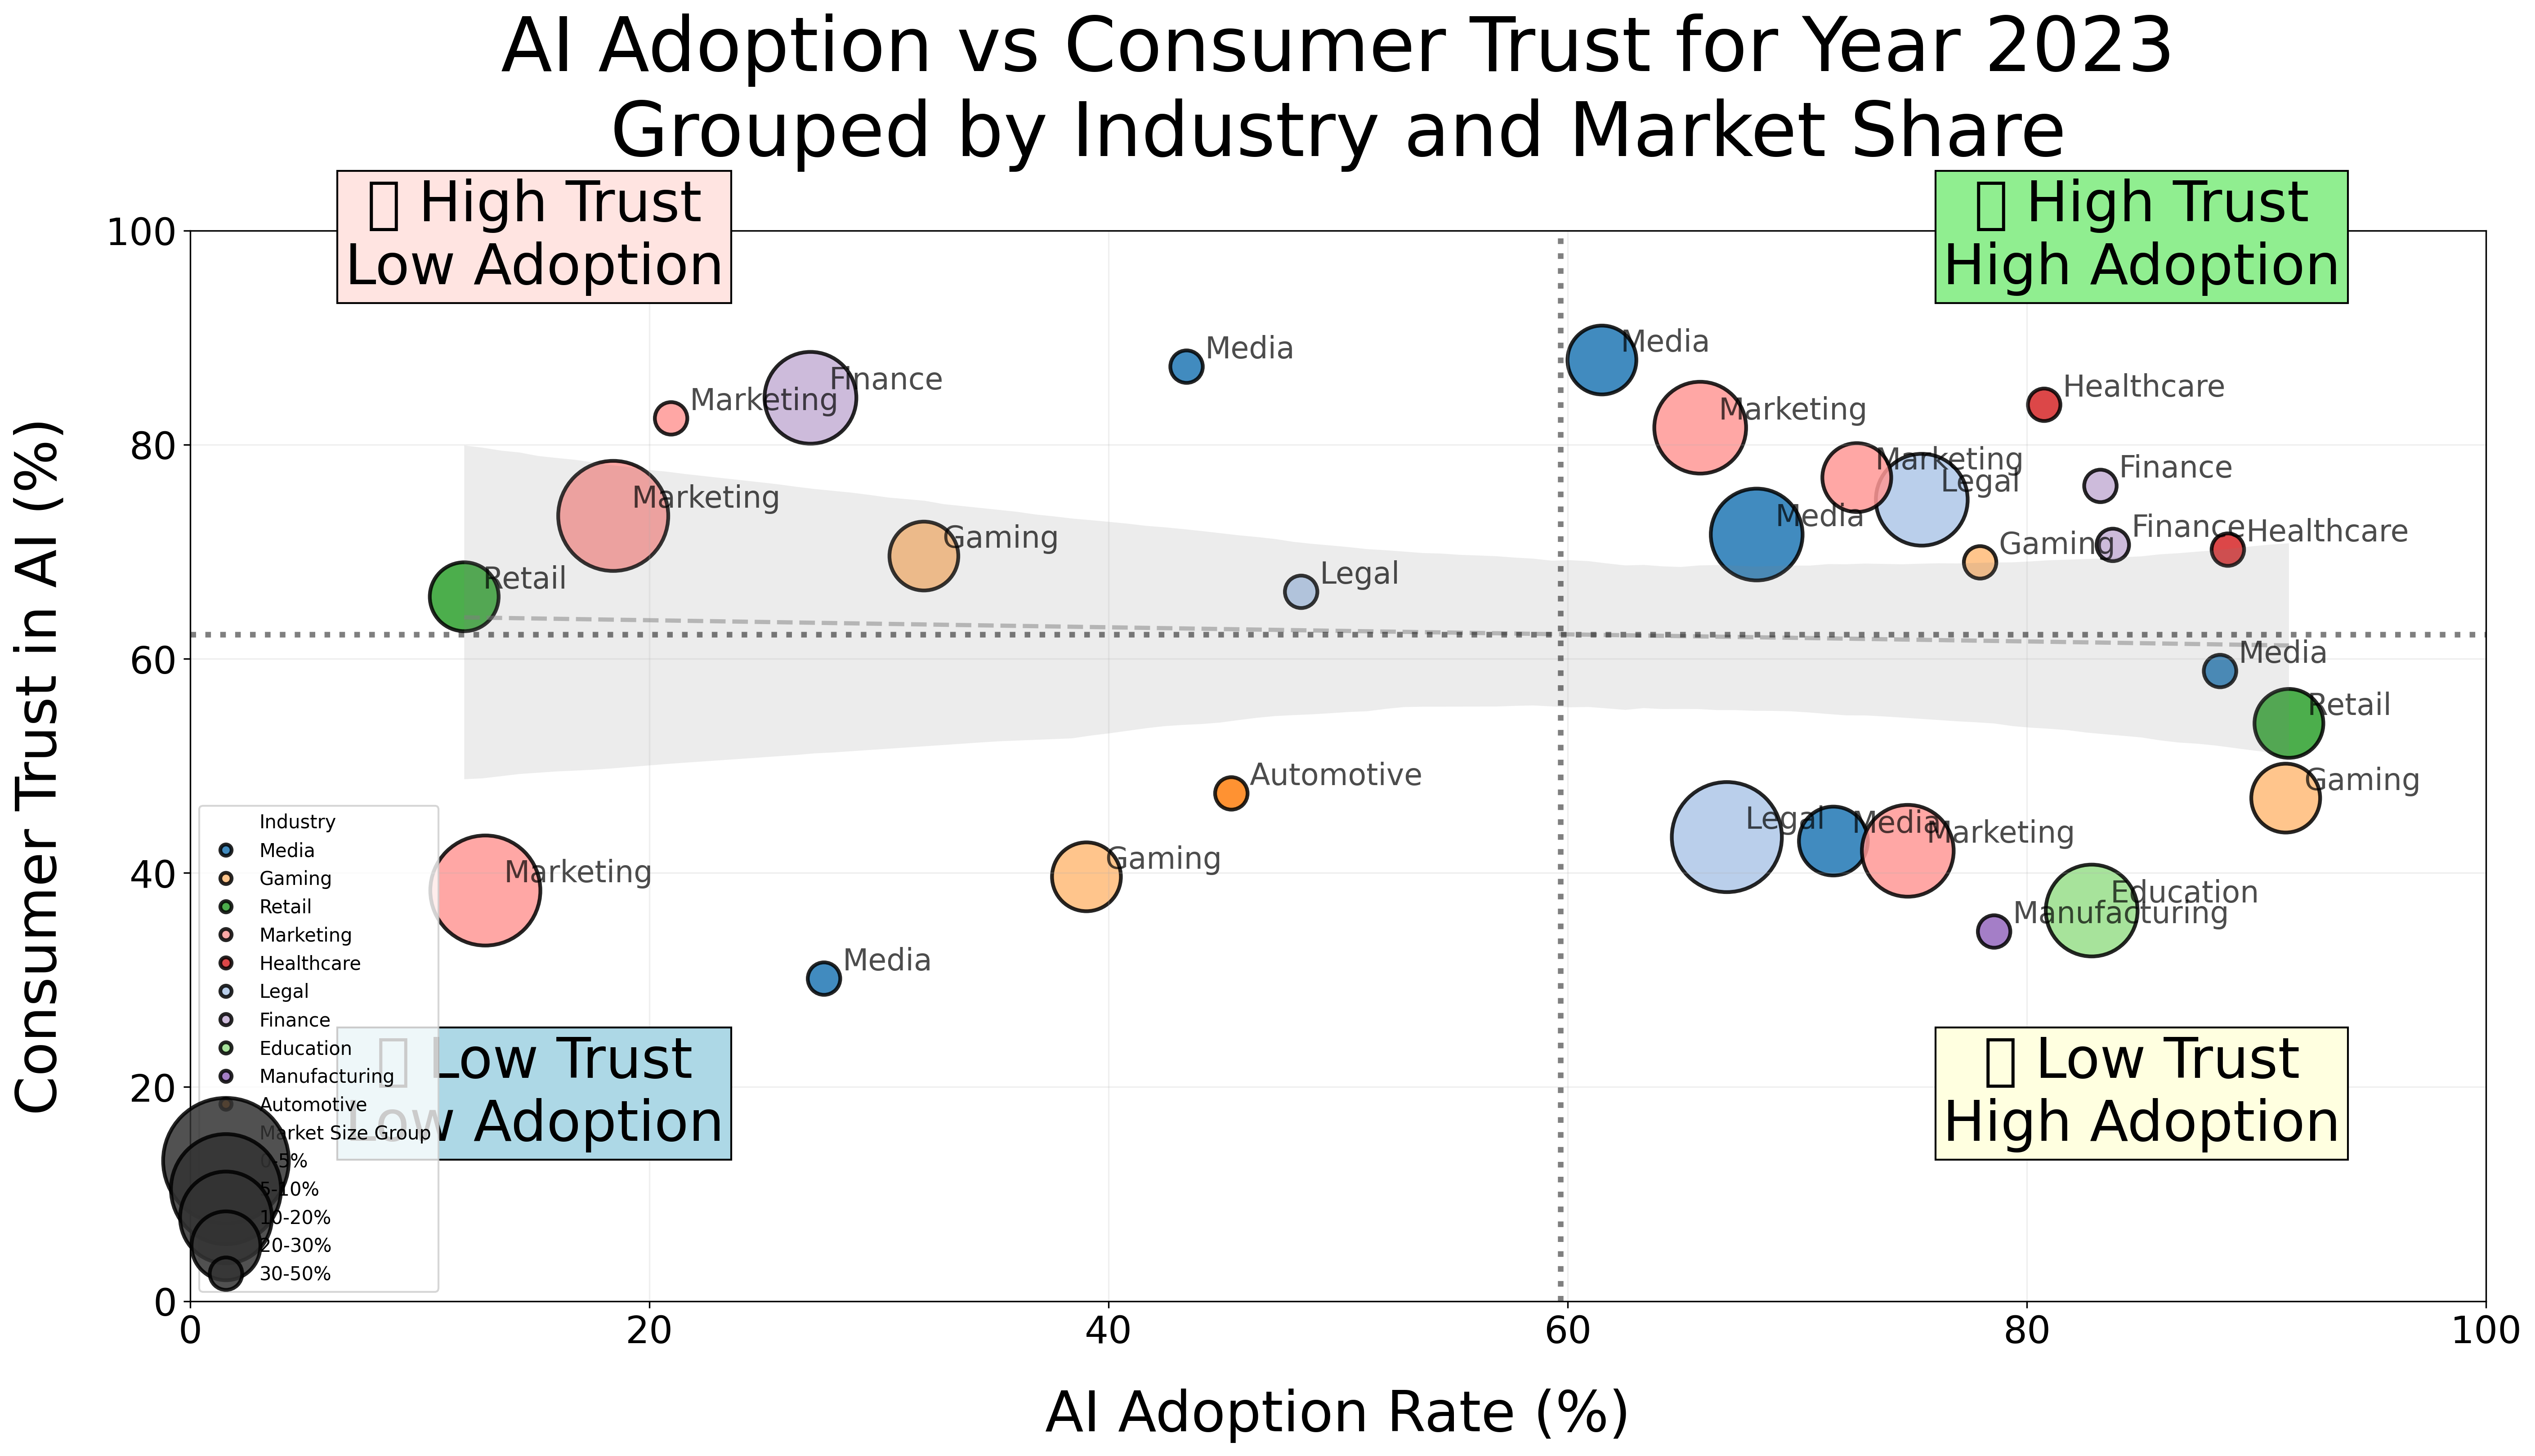 AI Adoption vs Consumer Trust for Year 2023
Grouped by Industry and Market Share
High Trust
Low Adoption
High Trust
High Adoption
Consumer Trust in AI (%)
100
80
60
40
20
0
Media
Media
Healthcare
Finance
Marketing
Marketing
Marketing
Finance
Legal
Marketing
Media
Finance
Healthcare
Gaming
Gaming
Retail
Legal
Media
Retail
Automotive
Gaming
Legal
Media
Marketing
Marketing
Gaming
Education
Manufacturing
Media
Industry
Media
Gaming
Retail
Marketing
Healthcare
Legal
Finance
Education
Manufacturing
Automotive
Market Size Group
0-5%
5-10%
10-20%
20-30%
30-50%
Low Trust
Low Adoption
Low Trust
High Adoption
0
20
40
60
80
100
AI Adoption Rate (%)